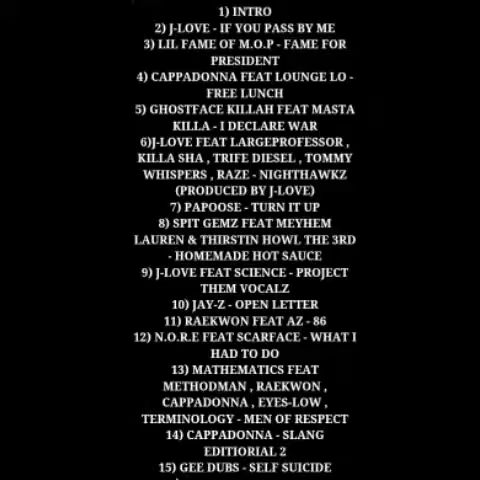 1) INTRO
2) J-LOVE - IF YOU PASS BY ME
3) LIL FAME OF M.O.P - FAME FOR
PRESIDENT
4) CAPPADONNA FEAT LOUNGE LO -
FREE LUNCH
5) GHOSTFACE KILLAH FEAT MASTA
KILLA - I DECLARE WAR
6)J-LOVE FEAT LARGEPROFESSOR ,
KILLA SHA , TRIFE DIESEL , TOMMY
WHISPERS , RAZE - NIGHTHAWKZ
(PRODUCED BY J-LOVE)
7) PAPOOSE - TURN IT UP
8) SPIT GEMZ FEAT MEYHEM
LAUREN & THIRSTIN HOWL THE 3RD
- HOMEMADE HOT SAUCE
9) J-LOVE FEAT SCIENCE - PROJECT
THEM VOCALZ
10) JAY-Z - OPEN LETTER
11) RAEKWON FEAT AZ - 86
12) N.O.R.E FEAT SCARFACE - WHAT I
HAD TO DO
13) MATHEMATICS FEAT
METHODMAN , RAEKWON ,
CAPPADONNA , EYES-LOW ,
TERMINOLOGY - MEN OF RESPECT
14) CAPPADONNA - SLANG
EDITIORIAL 2
15) GEE DUBS - SELF SUICIDE